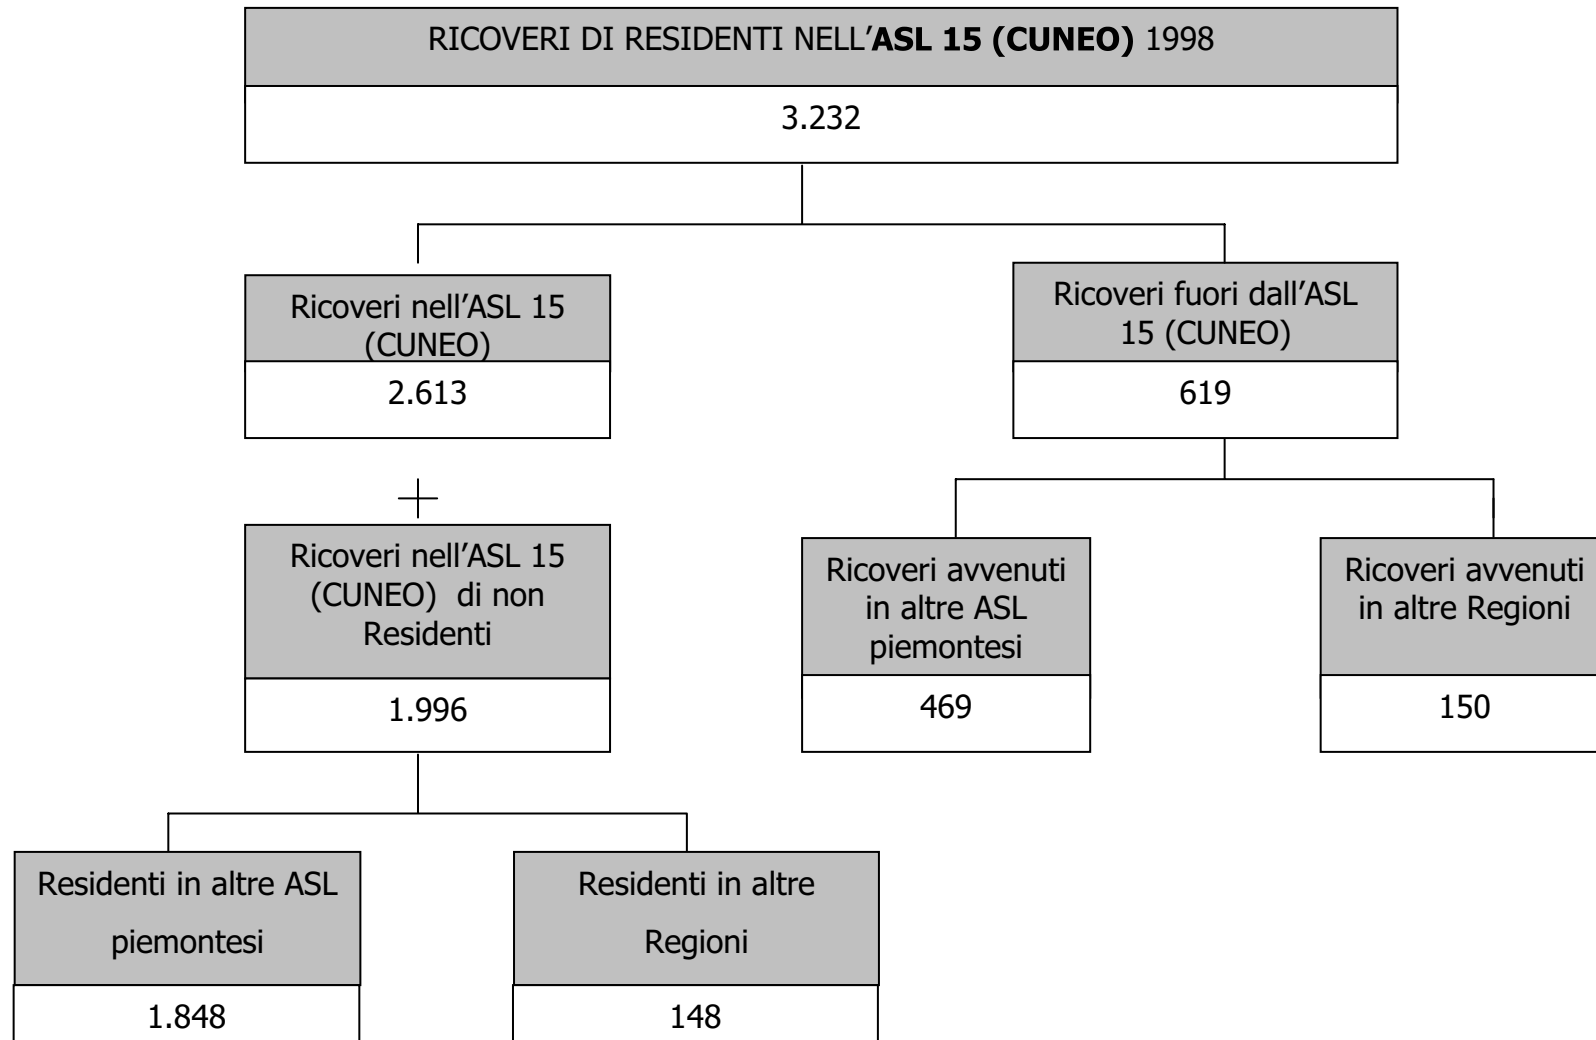 RICOVERI DI RESIDENTI NELL’ASL 15 (CUNEO) 1998
3.232
Ricoveri nell’ASL 15
(CUNEO)
2.613
Ricoveri fuori dall’ASL
15 (CUNEO)
619
Ricoveri nell’ASL 15
(CUNEO) di non
Residenti
1.996
Ricoveri avvenuti
in altre ASL
piemontesi
469
Ricoveri avvenuti
in altre Regioni
150
Residenti in altre ASL
piemontesi
1.848
Residenti in altre
Regioni
148